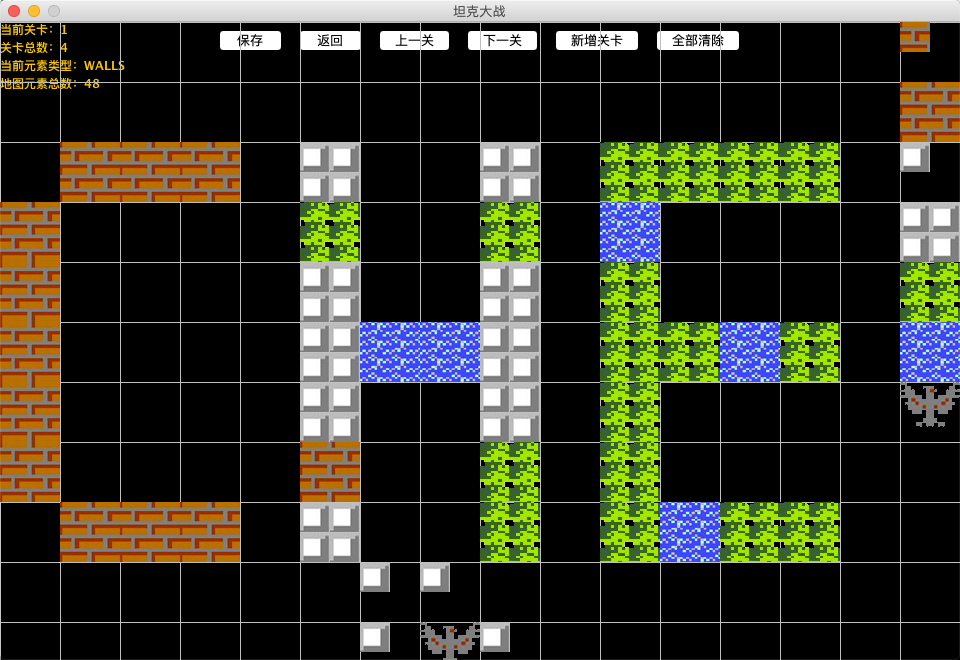 坦克大战
当前关卡: 1
关卡总数: 4
当前元素类型: WALLS
地图元素总数: 48
保存
返回
上一关
下一关
新增关卡
全部清除